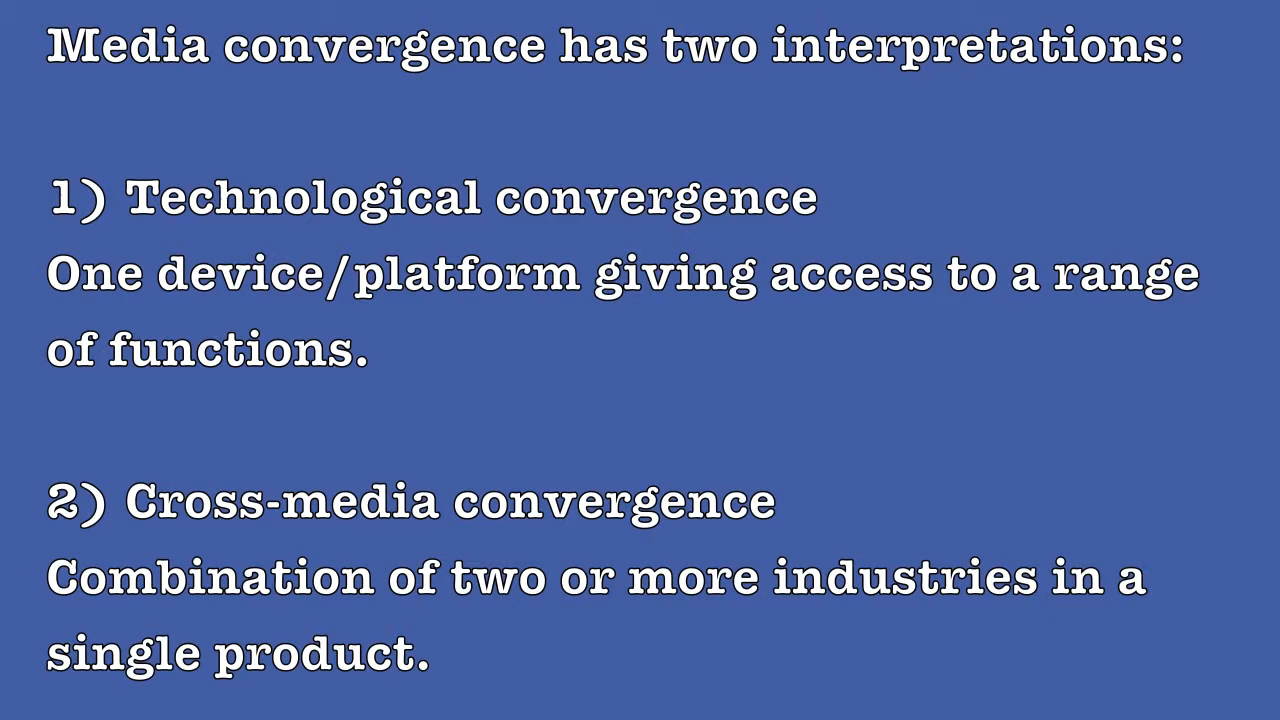 Media convergence has two interpretations:
1) Technological convergence
One device/platform giving access to a range
of functions.
2) Cross-media convergence
Combination of two or more industries in a
single product.